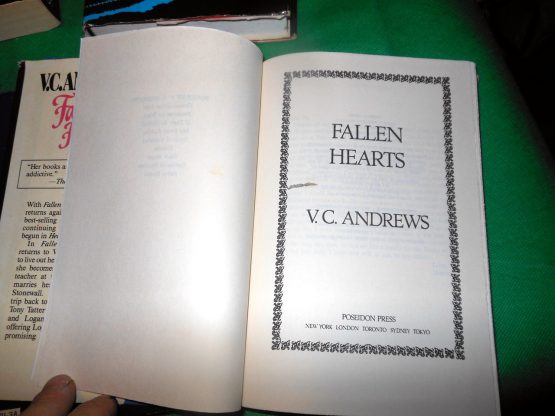 V.C. A
Fa
"Her books a
addictive."
—The
With Fallen
returns agai
best-selling
continuing
begun in He
In Falle
returns to W
to live out he
she become
teacher at
marries he
Stonewall.
trip back to
Tony Tatter
and Logan
offering Lo
promising
FALLEN
HEARTS
V. C. ANDREWS
POSEIDON PRESS
NEW YORK LONDON TORONTO SYDNEY TOKYO